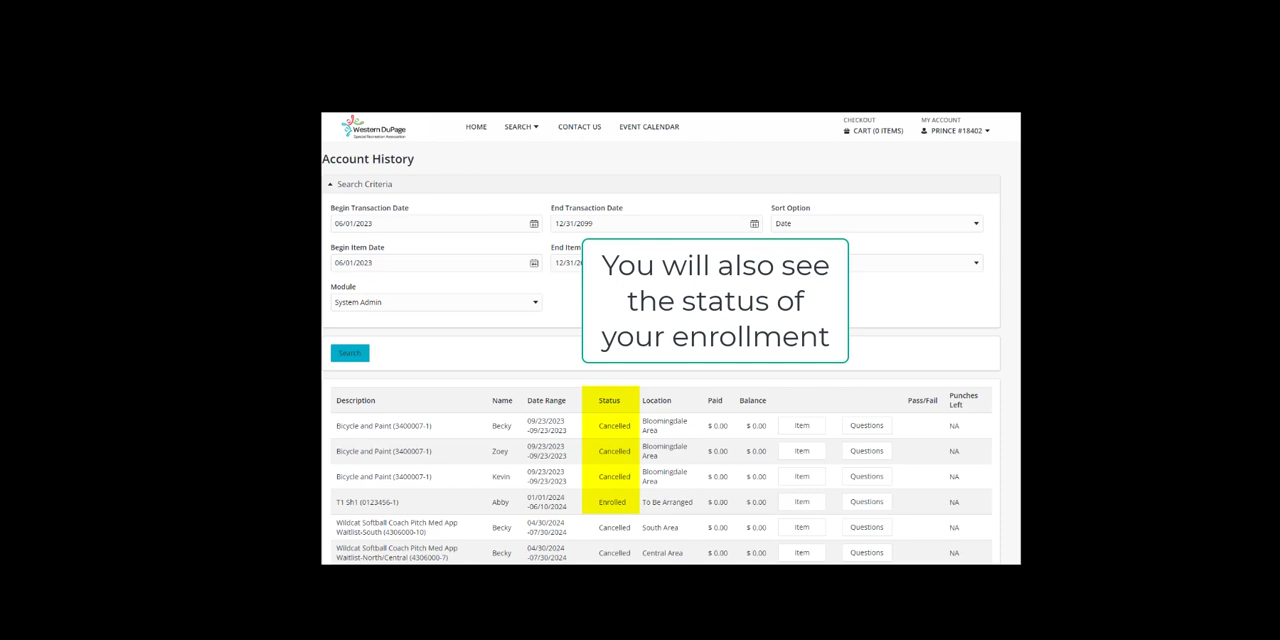 Western DuPage
Special Recreation Association
HOME SEARCH CONTACT US EVENT CALENDAR
CHECKOUT
CART (0 ITEMS)
MY ACCOUNT
PRINCE #18402
Account History
Search Criteria
Begin Transaction Date End Transaction Date Sort Option
06/01/2023 12/31/2099 Date
Begin Item Date End Item
06/01/2023 12/31/2
Module
System Admin
You will also see
the status of
your enrollment
Search
Description Name Date Range Status Location Paid Balance Pass/Fail Punches Left
Bicycle and Paint (3400007-1) Becky 09/23/2023 -09/23/2023 Cancelled Bloomingdale Area $ 0.00 $ 0.00 Item Questions NA
Bicycle and Paint (3400007-1) Zoey 09/23/2023 -09/23/2023 Cancelled Bloomingdale Area $ 0.00 $ 0.00 Item Questions NA
Bicycle and Paint (3400007-1) Kevin 09/23/2023 -09/23/2023 Cancelled Bloomingdale Area $ 0.00 $ 0.00 Item Questions NA
T1 Sh1 (0123456-1) Abby 01/01/2024 -06/10/2024 Enrolled To Be Arranged $ 0.00 $ 0.00 Item Questions NA
Wildcat Softball Coach Pitch Med App Waitlist-South (4306000-10) Becky 04/30/2024 -07/30/2024 Cancelled South Area $ 0.00 $ 0.00 Item Questions NA
Wildcat Softball Coach Pitch Med App Waitlist-North/Central (4306000-7) Becky 04/30/2024 -07/30/2024 Cancelled Central Area $ 0.00 $ 0.00 Item Questions NA